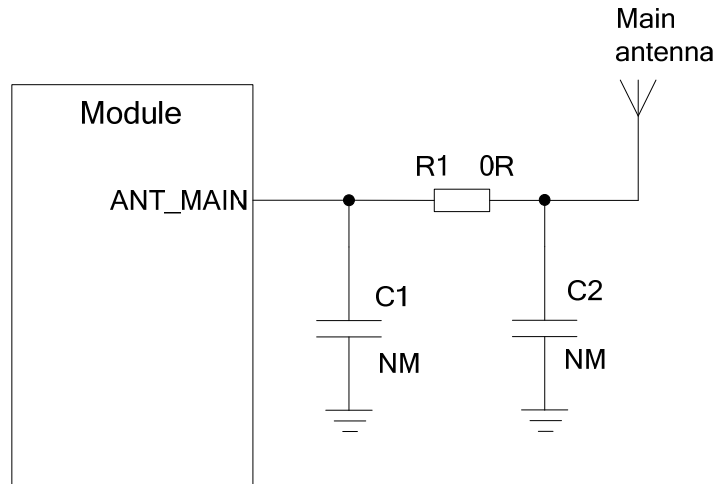 Main
antenna
Module
R1 0R
ANT_MAIN
C1
C2
NM
NM